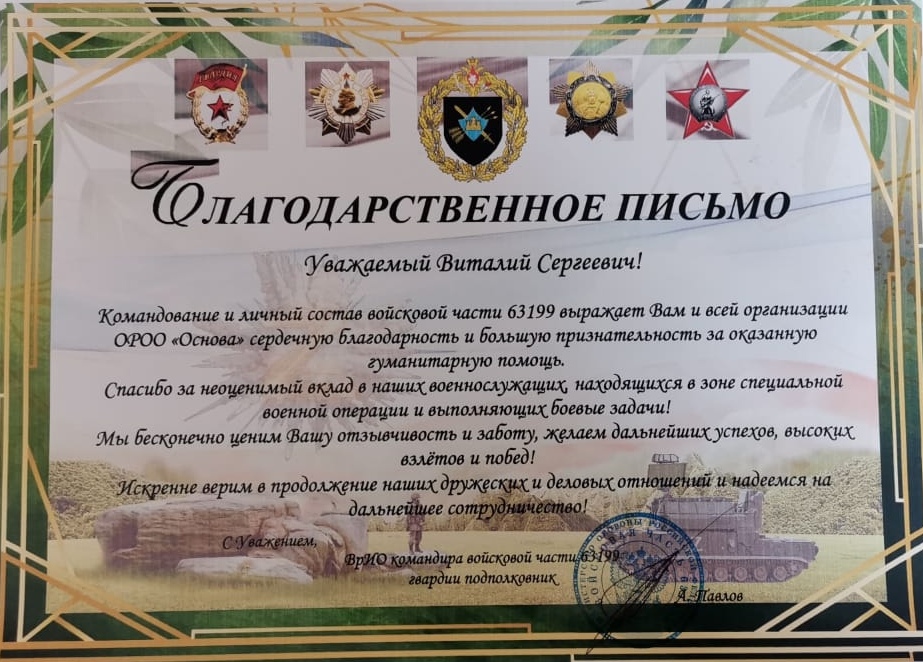 ГВАРДИЯ
БЛАГОДАРСТВЕННОЕ ПИСЬМО
Уважаемый Виталий Сергеевич!
Командование и личный состав войсковой части 63199 выражает Вам и всей организации
ОРОО «Основа» сердечную благодарность и большую признательность за оказанную
гуманитарную помощь.
Спасибо за неоценимый вклад в наших военнослужащих, находящихся в зоне специальной
военной операции и выполняющих боевые задачи!
Мы бесконечно ценим Вашу отзывчивость и заботу, желаем дальнейших успехов, высоких
взлётов и побед!
Искренне верим в продолжение наших дружеских и деловых отношений и надеемся на
дальнейшее сотрудничество!
С Уважением,
ВрИО командира войсковой части 63199
гвардии подполковник
А. Павлов